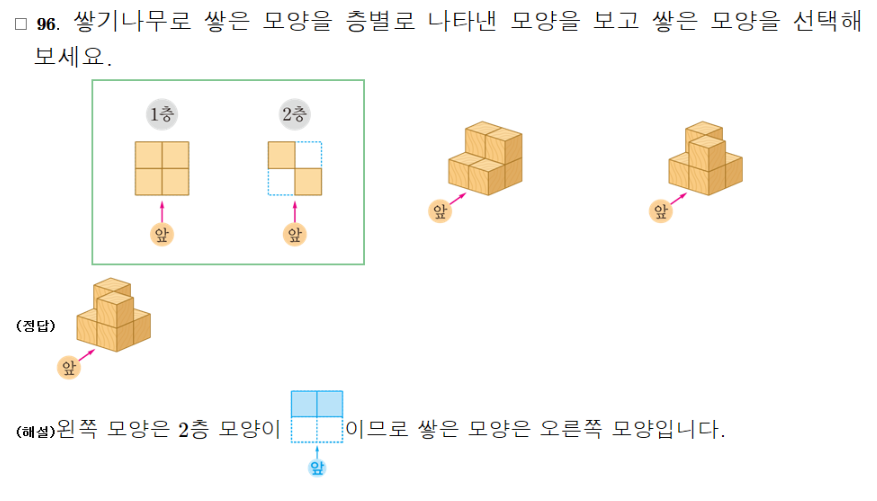 □ 96. 쌓기나무로 쌓은 모양을 층별로 나타낸 모양을 보고 쌓은 모양을 선택해
보세요.
1층 2층
앞 앞 앞 앞
(정답)
앞
(해설)왼쪽 모양은 2층 모양이 이므로 쌓은 모양은 오른쪽 모양입니다.
앞